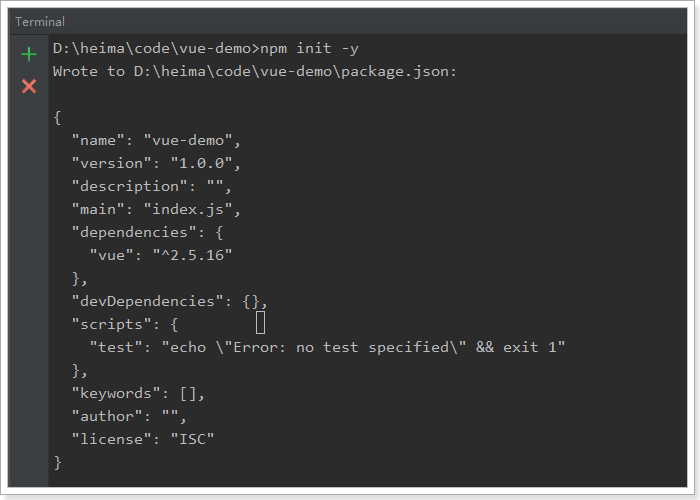 Terminal
D:\heima\code\vue-demo>npm init -y
Wrote to D:\heima\code\vue-demo\package.json:
{
  "name": "vue-demo",
  "version": "1.0.0",
  "description": "",
  "main": "index.js",
  "dependencies": {
    "vue": "^2.5.16"
  },
  "devDependencies": {},
  "scripts": {
    "test": "echo \"Error: no test specified\" && exit 1"
  },
  "keywords": [],
  "author": "",
  "license": "ISC"
}